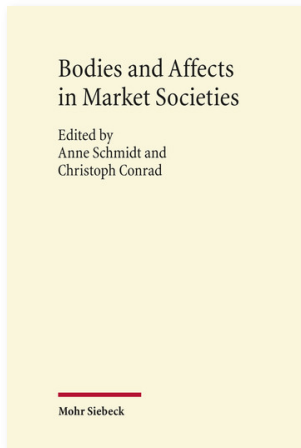 Bodies and Affects
in Market Societies
Edited by
Anne Schmidt and
Christoph Conrad
Mohr Siebeck